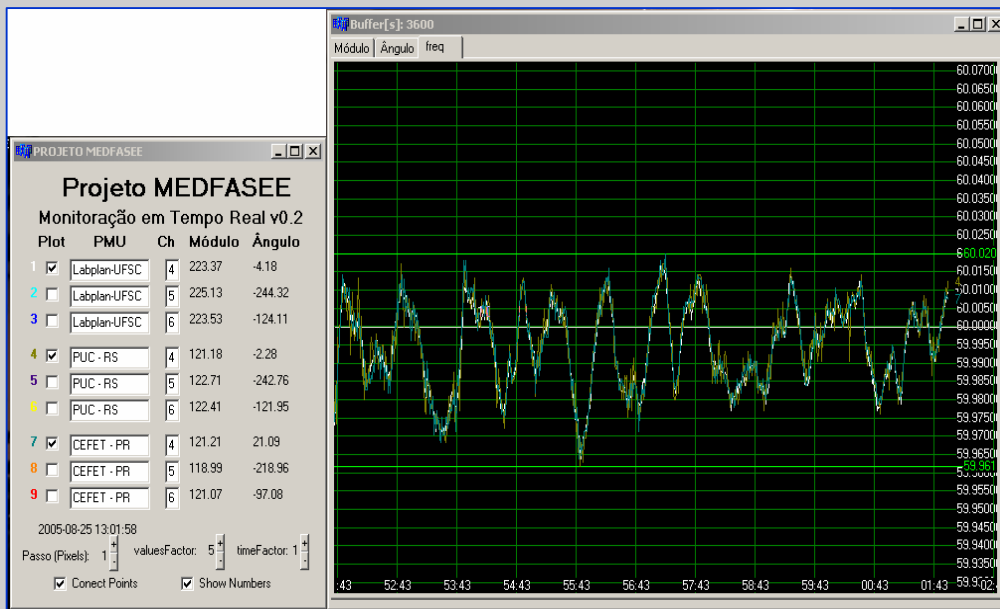 Buffer[s]: 3600
Módulo Ângulo freq
60.0700
60.0650
60.0600
60.0550
60.0500
60.0450
60.0400
60.0350
60.0300
60.0250
60.020
60.0150
60.0100
60.0050
60.0000
59.9950
59.9900
59.9850
59.9800
59.9750
59.9700
59.9650
59.961
59.9550
59.9500
59.9450
59.9400
59.9350
:43 52:43 53:43 54:43 55:43 56:43 57:43 58:43 59:43 00:43 01:43
PROJETO MEDFASEE
Projeto MEDFASEE
Monitoração em Tempo Real v0.2
Plot PMU Ch Módulo Ângulo
1 Labplan-UFSC 4 223.37 -4.18
2 Labplan-UFSC 5 225.13 -244.32
3 Labplan-UFSC 6 223.53 -124.11
4 PUC - RS 4 121.18 -2.28
5 PUC - RS 5 122.71 -242.76
6 PUC - RS 6 122.41 -121.95
7 CEFET - PR 4 121.21 21.09
8 CEFET - PR 5 118.99 -218.96
9 CEFET - PR 6 121.07 -97.08
2005-08-25 13:01:58
Passo (Pixels): 1 + - valuesFactor: 5 + - timeFactor: 1 + -
Conect Points Show Numbers